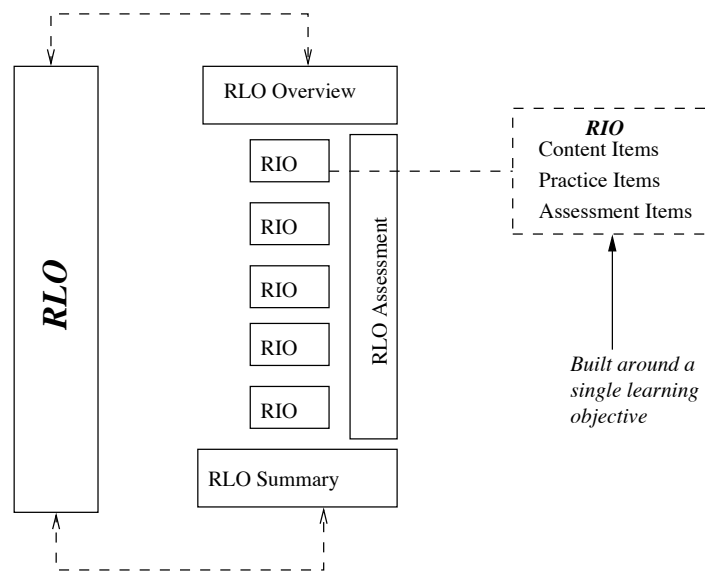 RLO
RLO Overview
RIO
RIO
RIO
RIO
RIO
RLO Assessment
RLO Summary
RIO
Content Items
Practice Items
Assessment Items
Built around a
single learning
objective